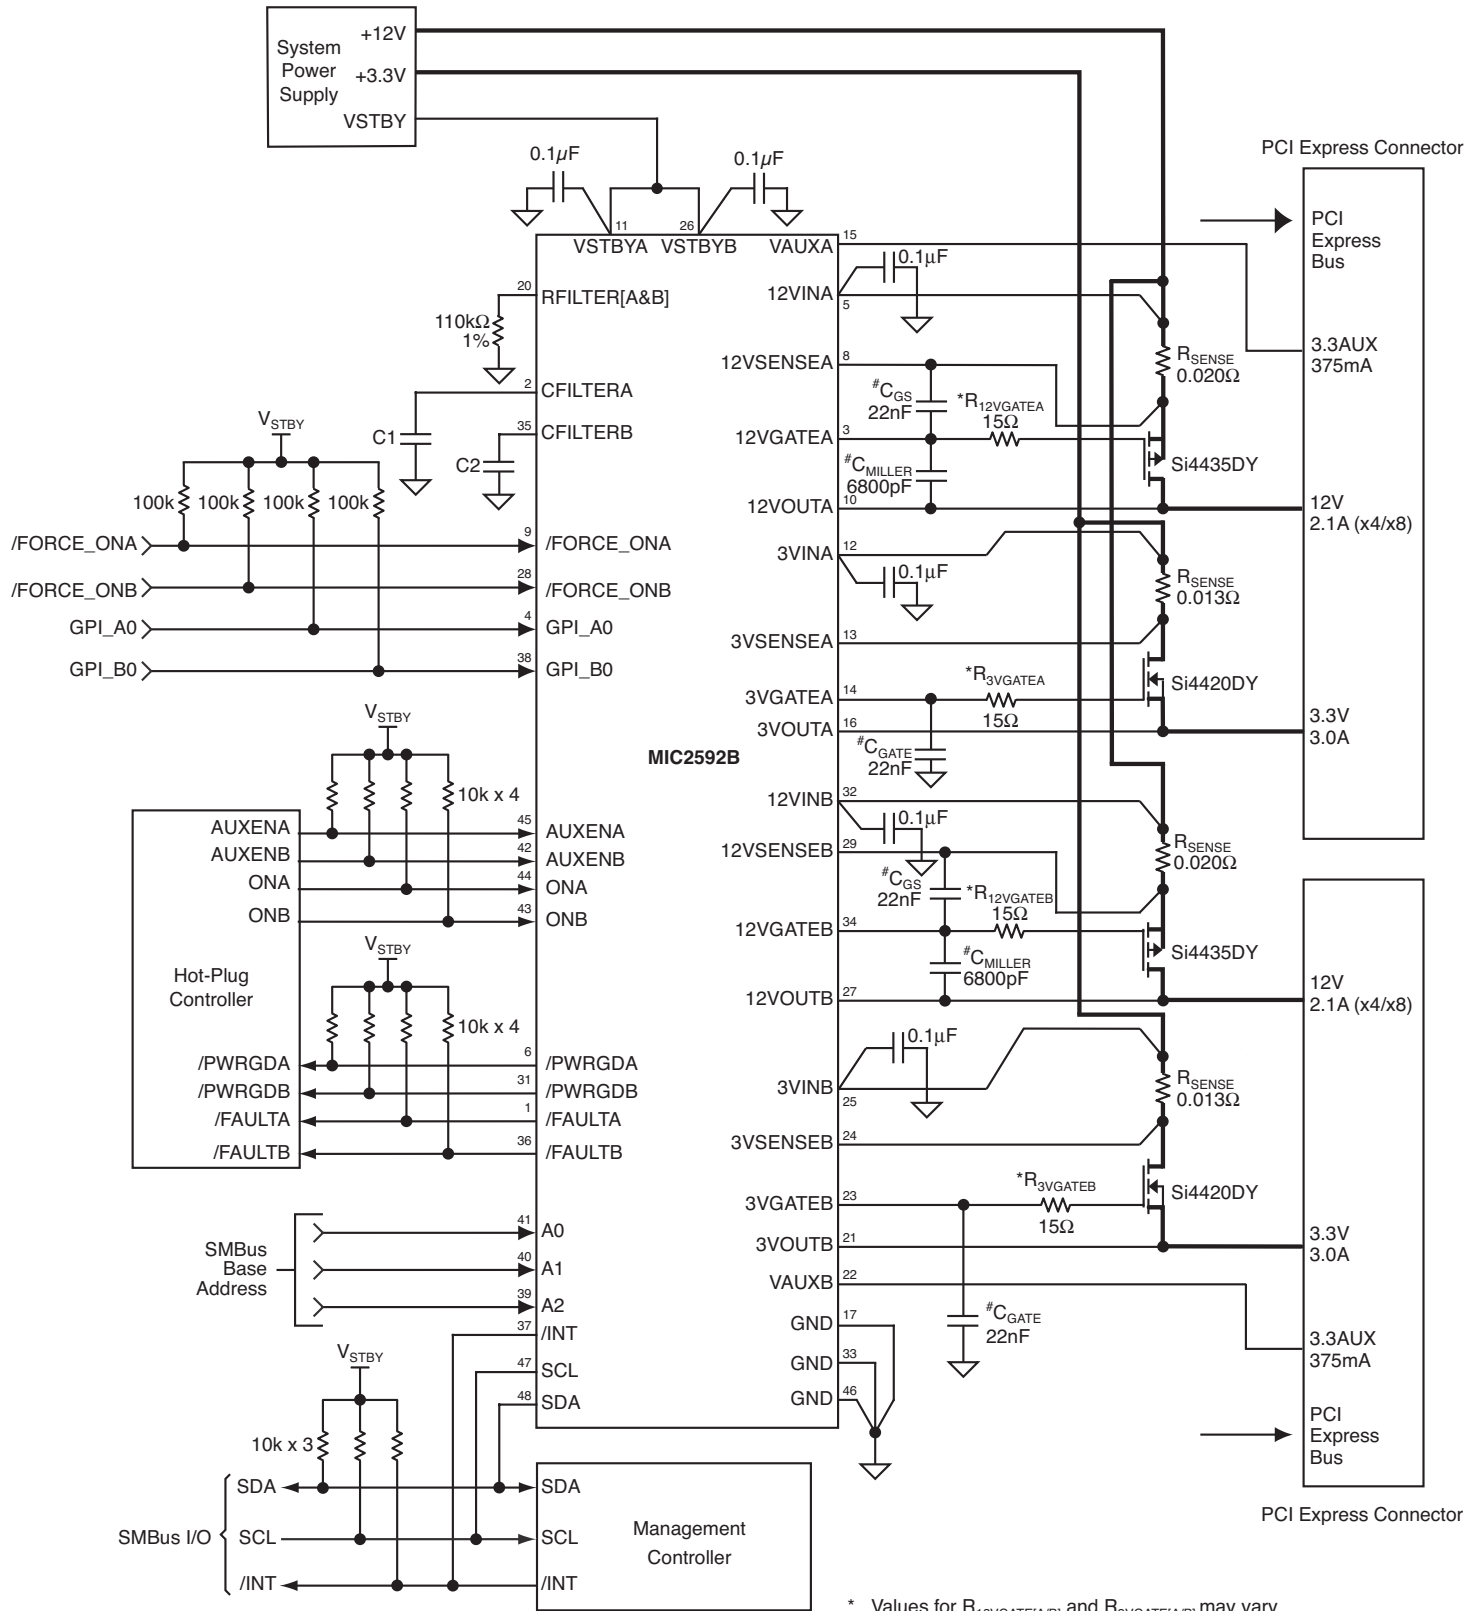 System
Power
Supply
+12V
+3.3V
VSTBY
0.1µF
0.1µF
PCI Express Connector
11
26
VSTBYA
VSTBYB
VAUXA
15
PCI
Express
Bus
0.1µF
12VINA
5
20
RFILTER[A&B]
110kΩ
1%
RSENSE
0.020Ω
3.3AUX
375mA
12VSENSEA
8
#CGS
22nF
*R12VGATEA
15Ω
2
CFILTERA
C1
35
CFILTERB
C2
12VGATEA
3
Si4435DY
#CMILLER
6800pF
12VOUTA
10
12V
2.1A (x4/x8)
VSTBY
100k
100k
100k
100k
/FORCE_ONA
9
/FORCE_ONA
/FORCE_ONB
28
/FORCE_ONB
GPI_A0
4
GPI_A0
GPI_B0
38
GPI_B0
3VINA
12
0.1µF
RSENSE
0.013Ω
3VSENSEA
13
*R3VGATEA
15Ω
3VGATEA
14
Si4420DY
3VOUTA
16
3.3V
3.0A
#CGATE
22nF
MIC2592B
VSTBY
10k x 4
AUXENA
45
AUXENA
AUXENB
42
AUXENB
ONA
44
ONA
ONB
43
ONB
12VINB
32
0.1µF
RSENSE
0.020Ω
12VSENSEB
29
#CGS
22nF
*R12VGATEB
15Ω
12VGATEB
34
Si4435DY
#CMILLER
6800pF
12VOUTB
27
12V
2.1A (x4/x8)
Hot-Plug
Controller
VSTBY
10k x 4
/PWRGDA
6
/PWRGDA
/PWRGDB
31
/PWRGDB
/FAULTA
1
/FAULTA
/FAULTB
36
/FAULTB
0.1µF
3VINB
25
RSENSE
0.013Ω
3VSENSEB
24
*R3VGATEB
15Ω
3VGATEB
23
Si4420DY
3VOUTB
21
3.3V
3.0A
VAUXB
22
#CGATE
22nF
3.3AUX
375mA
GND
17
GND
33
GND
46
SMBus
Base
Address
41
A0
40
A1
39
A2
37
/INT
47
SCL
48
SDA
PCI
Express
Bus
PCI Express Connector
VSTBY
10k x 3
SMBus I/O
SDA
SCL
/INT
SDA
SCL
/INT
Management
Controller
* Values for R12VGATE[A/B] and R3VGATE[A/B] may vary